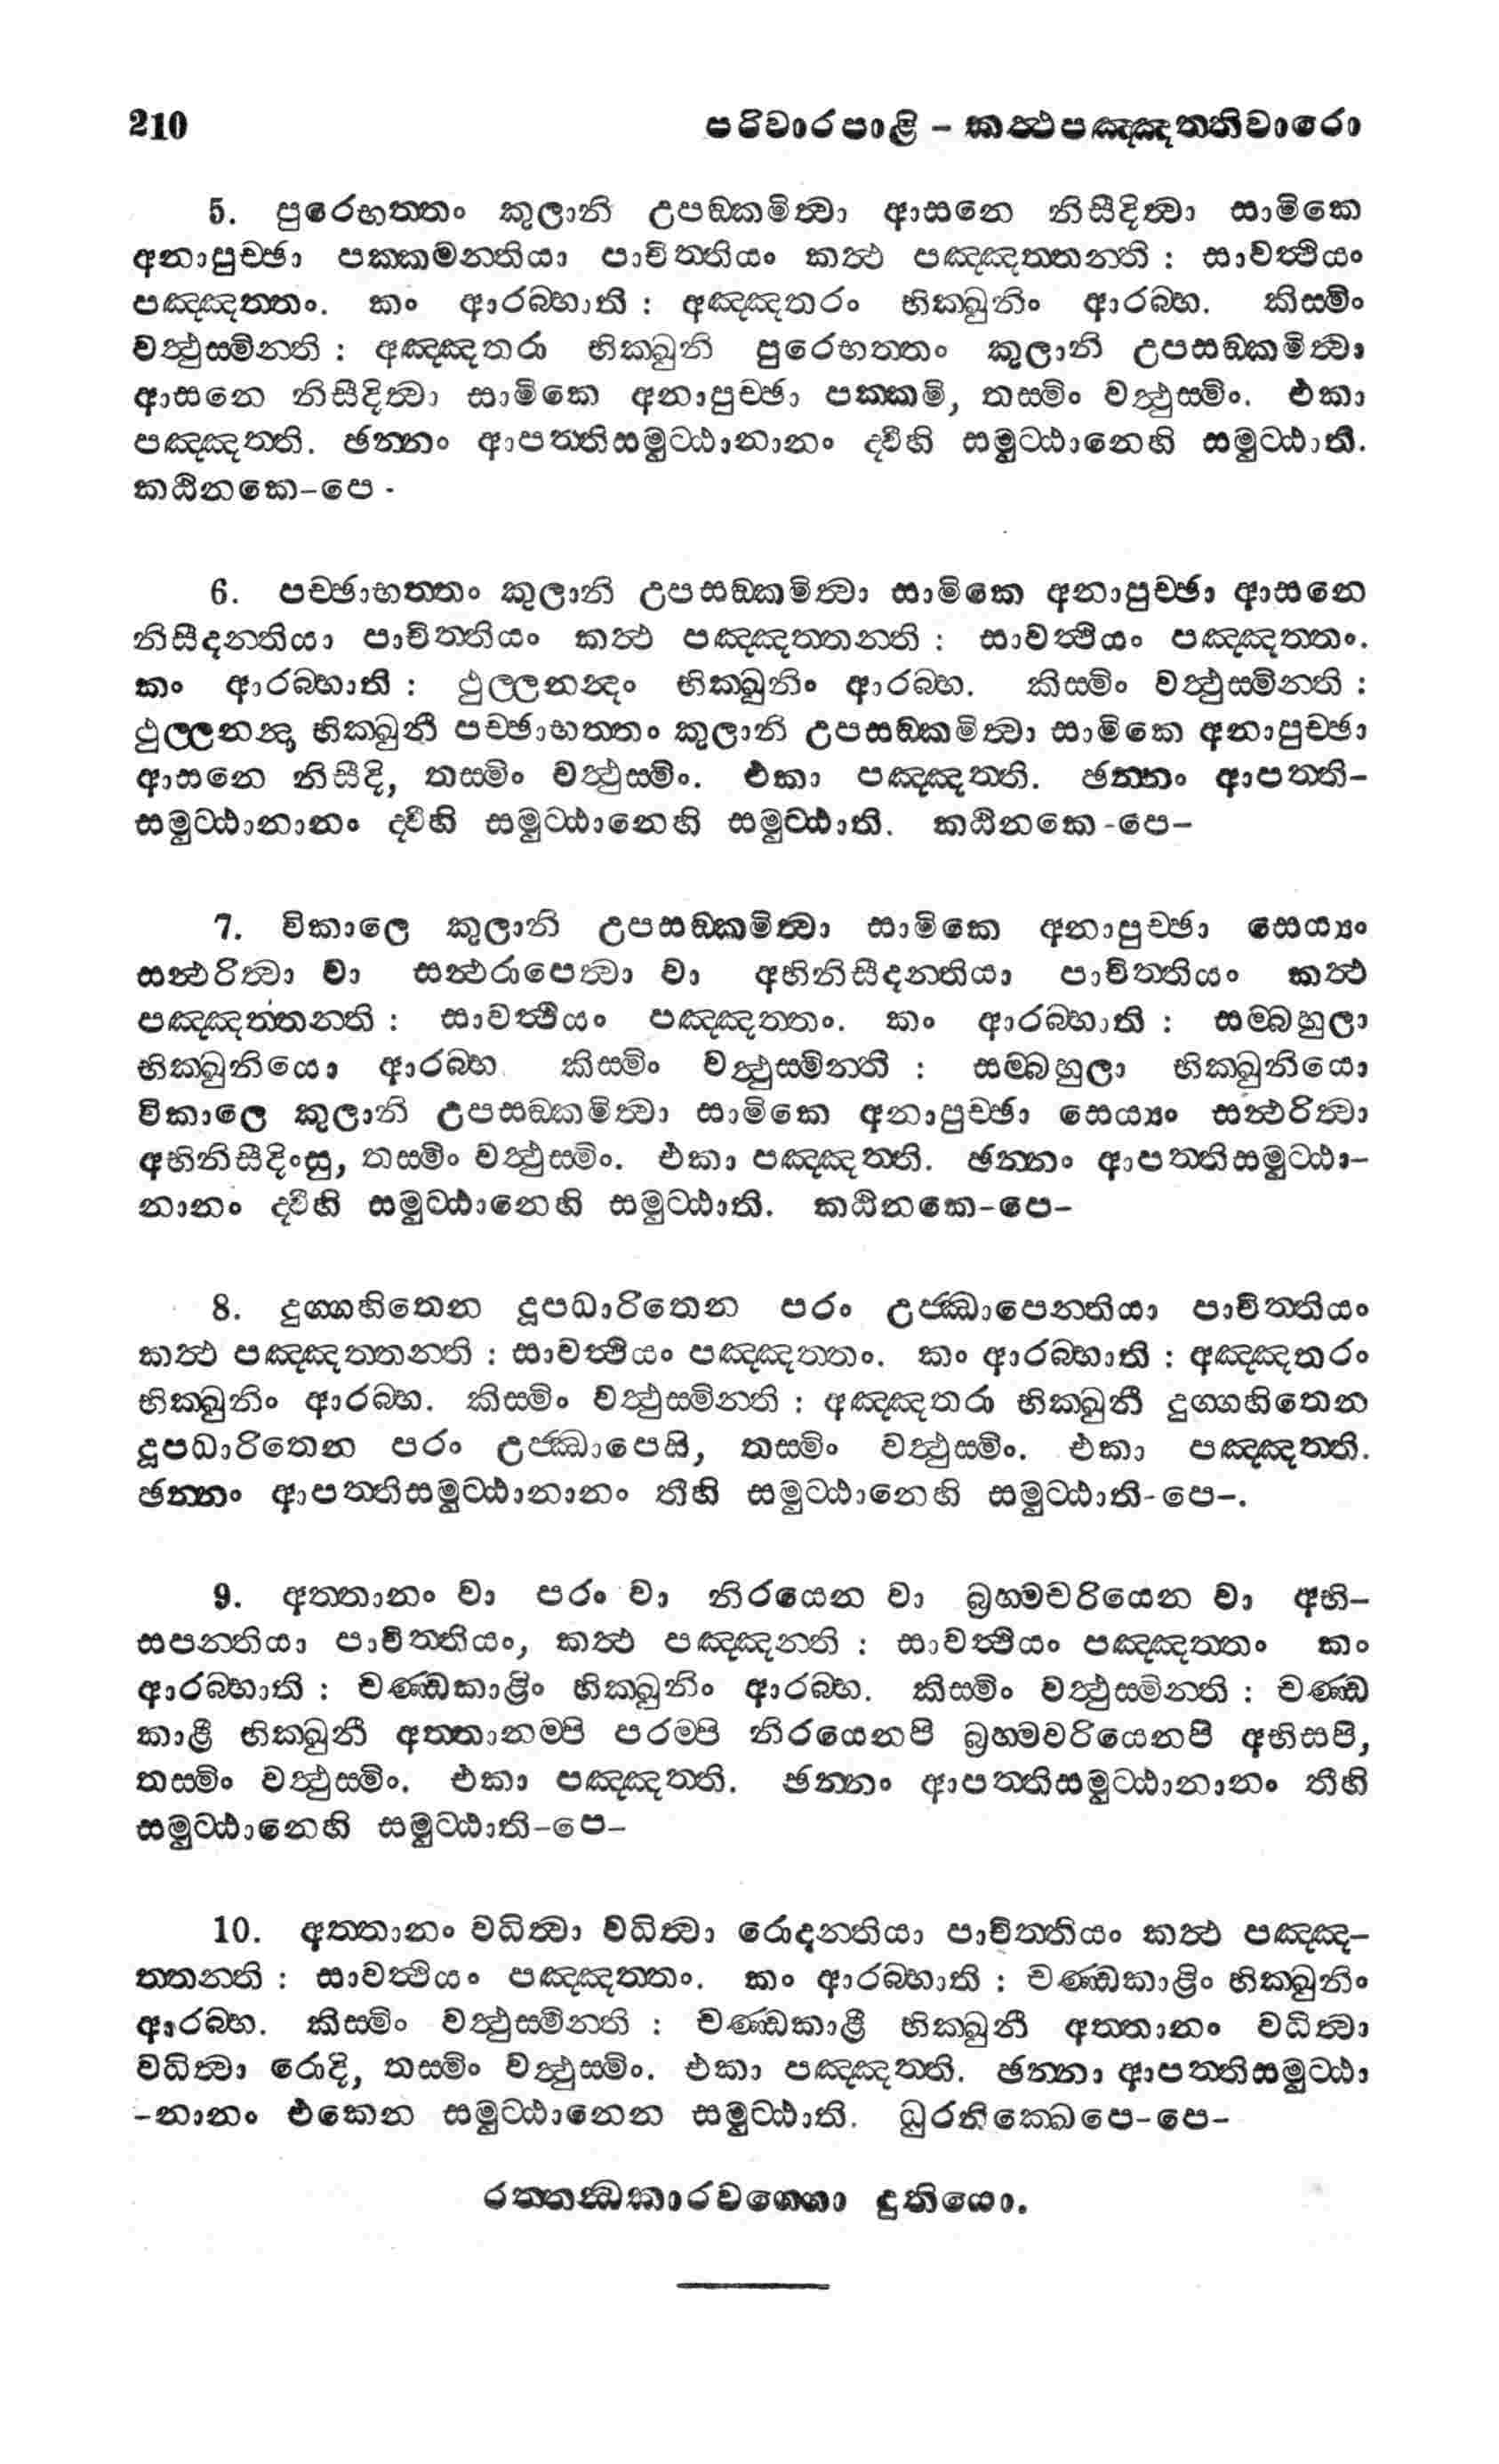 210 පරිවාරපාළි – කත්‍ථපඤ්ඤත්තිවාරො
5. පුරෙභත්තං කුලානි උපඞ්කමිත්‍වා ආසනෙ නිසීදිත්‍වා සාමිකෙ
අනාපුච්ඡා පක්කමන්තියා පාචිත්තියං කත්‍ථ පඤ්ඤත්තන්ති : සාවත්‍ථියං
පඤ්ඤත්තං. කං ආරබ්භාති : අඤ්ඤතරං භික්ඛුනිං ආරබ්භ. කිස්මිං
වත්‍ථුස්මින්ති : අඤ්ඤතරා භික්ඛුනි පුරෙභත්තං කුලානි උපසඞ්කමිත්‍වා
ආසනෙ නිසීදිත්‍වා සාමිකෙ අනාපුච්ඡා පක්කමි, තස්මිං වත්‍ථුස්මිං. එකා
පඤ්ඤත්ති. ඡන්නං ආපත්තිසමුට්ඨානානං ද්වීහි සමුට්ඨානෙහි සමුට්ඨාති.
කඨිනකෙ–පෙ -
6. පච්ඡාභත්තං කුලානි උපසඞ්කමිත්‍වා සාමිකෙ අනාපුච්ඡා ආසනෙ
නිසීදන්තියා පාචිත්තියං කත්‍ථ පඤ්ඤත්තන්ති : සාවත්‍ථියං පඤ්ඤත්තං.
කං ආරබ්භාති : ථුල්ලනන්‍දං භික්ඛුනිං ආරබ්භ. කිස්මිං වත්‍ථුස්මින්ති :
ථුල්ලනන්‍දා භික්ඛුනී පච්ඡාභත්තං කුලානි උපසඞ්කමිත්‍වා සාමිකෙ අනාපුච්ඡා
ආසනෙ නිසීදි, තස්මිං වත්‍ථුස්මිං. එකා පඤ්ඤත්ති. ඡන්නං ආපත්ති–
සමුට්ඨානානං ද්වීහි සමුට්ඨානෙහි සමුට්ඨාති. කඨිනකෙ -පෙ–
7. විකාලෙ කුලානි උපසඞ්කමිත්‍වා සාමිකෙ අනාපුච්ඡා සෙය්‍යං
සන්‍ථරිත්‍වා වා සන්‍ථරාපෙත්‍වා වා අභිනිසීදන්තියා පාචිත්තියං කත්‍ථ
පඤ්ඤත්තන්ති : සාවත්‍ථියං පඤ්ඤත්තං. කං ආරබ්භාති : සම්බහුලා
භික්ඛුනියො ආරබ්භ කිස්මිං වත්‍ථුස්මින්ති : සම්බහුලා භික්ඛුනියො
විකාලෙ කුලානි උපසඞ්කමිත්‍වා සාමිකෙ අනාපුච්ඡා සෙය්‍යං සන්‍ථරිත්‍වා
අභිනිසීදිංසු, තස්මිං වත්‍ථුස්මිං. එකා පඤ්ඤත්ති. ඡන්නං ආපත්තිසමුට්ඨා–
නානං ද්වීහි සමුට්ඨානෙහි සමුට්ඨාති. කඨිනකෙ–පෙ–
8. දුග්ගහිතෙන දූපධාරිතෙන පරං උජ්ඣාපෙන්තියා පාචිත්තියං
කත්‍ථ පඤ්ඤත්තන්ති : සාවත්‍ථියං පඤ්ඤත්තං. කං ආරබ්භාති : අඤ්ඤතරං
භික්ඛුනිං ආරබ්භ. කිස්මිං වත්‍ථුස්මින්ති : අඤ්ඤතරා භික්ඛුනී දුග්ගහිතෙන
දූපධාරිතෙන පරං උජ්ඣාපෙසි, තස්මිං වත්‍ථුස්මිං. එකා පඤ්ඤත්ති.
ඡන්නං ආපත්තිසමුට්ඨානානං තීහි සමුට්ඨානෙහි සමුට්ඨාති-පෙ–.
9. අත්තානං වා පරං වා නිරයෙන වා බ්‍රහ්මචරියෙන වා අභි–
සපන්තියා පාචිත්තියං, කත්‍ථ පඤ්ඤන්ති : සාවත්‍ථියං පඤ්ඤත්තං කං
ආරබ්භාති : චණ්ඩකාළිං භික්ඛුනිං ආරබ්භ. කිස්මිං වත්‍ථුස්මින්ති : චණ්ඩ
කාළී භික්ඛුනී අත්තානම්පි පරම්පි නිරයෙනපි බ්‍රහ්මචරියෙනපි අභිසපි,
තස්මිං වත්‍ථුස්මිං. එකා පඤ්ඤත්ති. ඡන්නං ආපත්තිසමුට්ඨානානං තීහි
සමුට්ඨානෙහි සමුට්ඨාති–පෙ–
10. අත්තානං වධිත්‍වා වධිත්‍වා රොදන්තියා පාචිත්තියං කත්‍ථ පඤ්ඤ–
ත්තන්ති : සාවත්‍ථියං පඤ්ඤත්තං. කං ආරබ්භාති : චණ්ඩකාළිං භික්ඛුනිං
ආරබ්භ. කිස්මිං වත්‍ථුස්මින්ති : චණ්ඩකාළී භික්ඛුනී අත්තානං වධිත්‍වා
වධිත්‍වා රොදි, තස්මිං වත්‍ථුස්මිං. එකා පඤ්ඤත්ති. ඡන්නා ආපත්තිසමුට්ඨා
–නානං එකෙන සමුට්ඨානෙන සමුට්ඨාති. ධුරනික්ඛෙපෙ–පෙ–
රත්තන්‍ධකාරවග්ගො දුතියො.